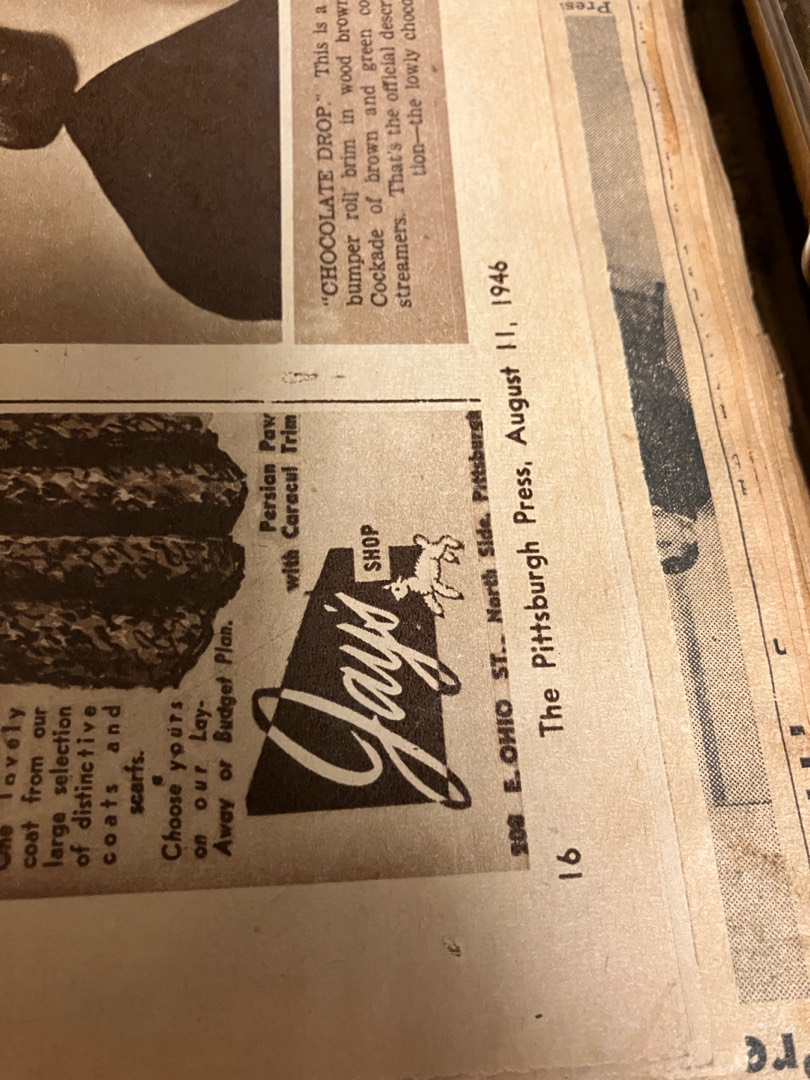 One lovely
coat from our
large selection
of distinctive
coats and
scarfs.
Choose yours
on our Lay-
Away or Budget Plan.
Persian Paw
with Caracul Trim
Jay's
SHOP
208 E. OHIO ST.. North Side, Pittsburgh
"CHOCOLATE DROP." This is a
bumper roll brim in wood brown
Cockade of brown and green
streamers. That's the official
tion—the lowly
16 The Pittsburgh Press, August 11, 1946